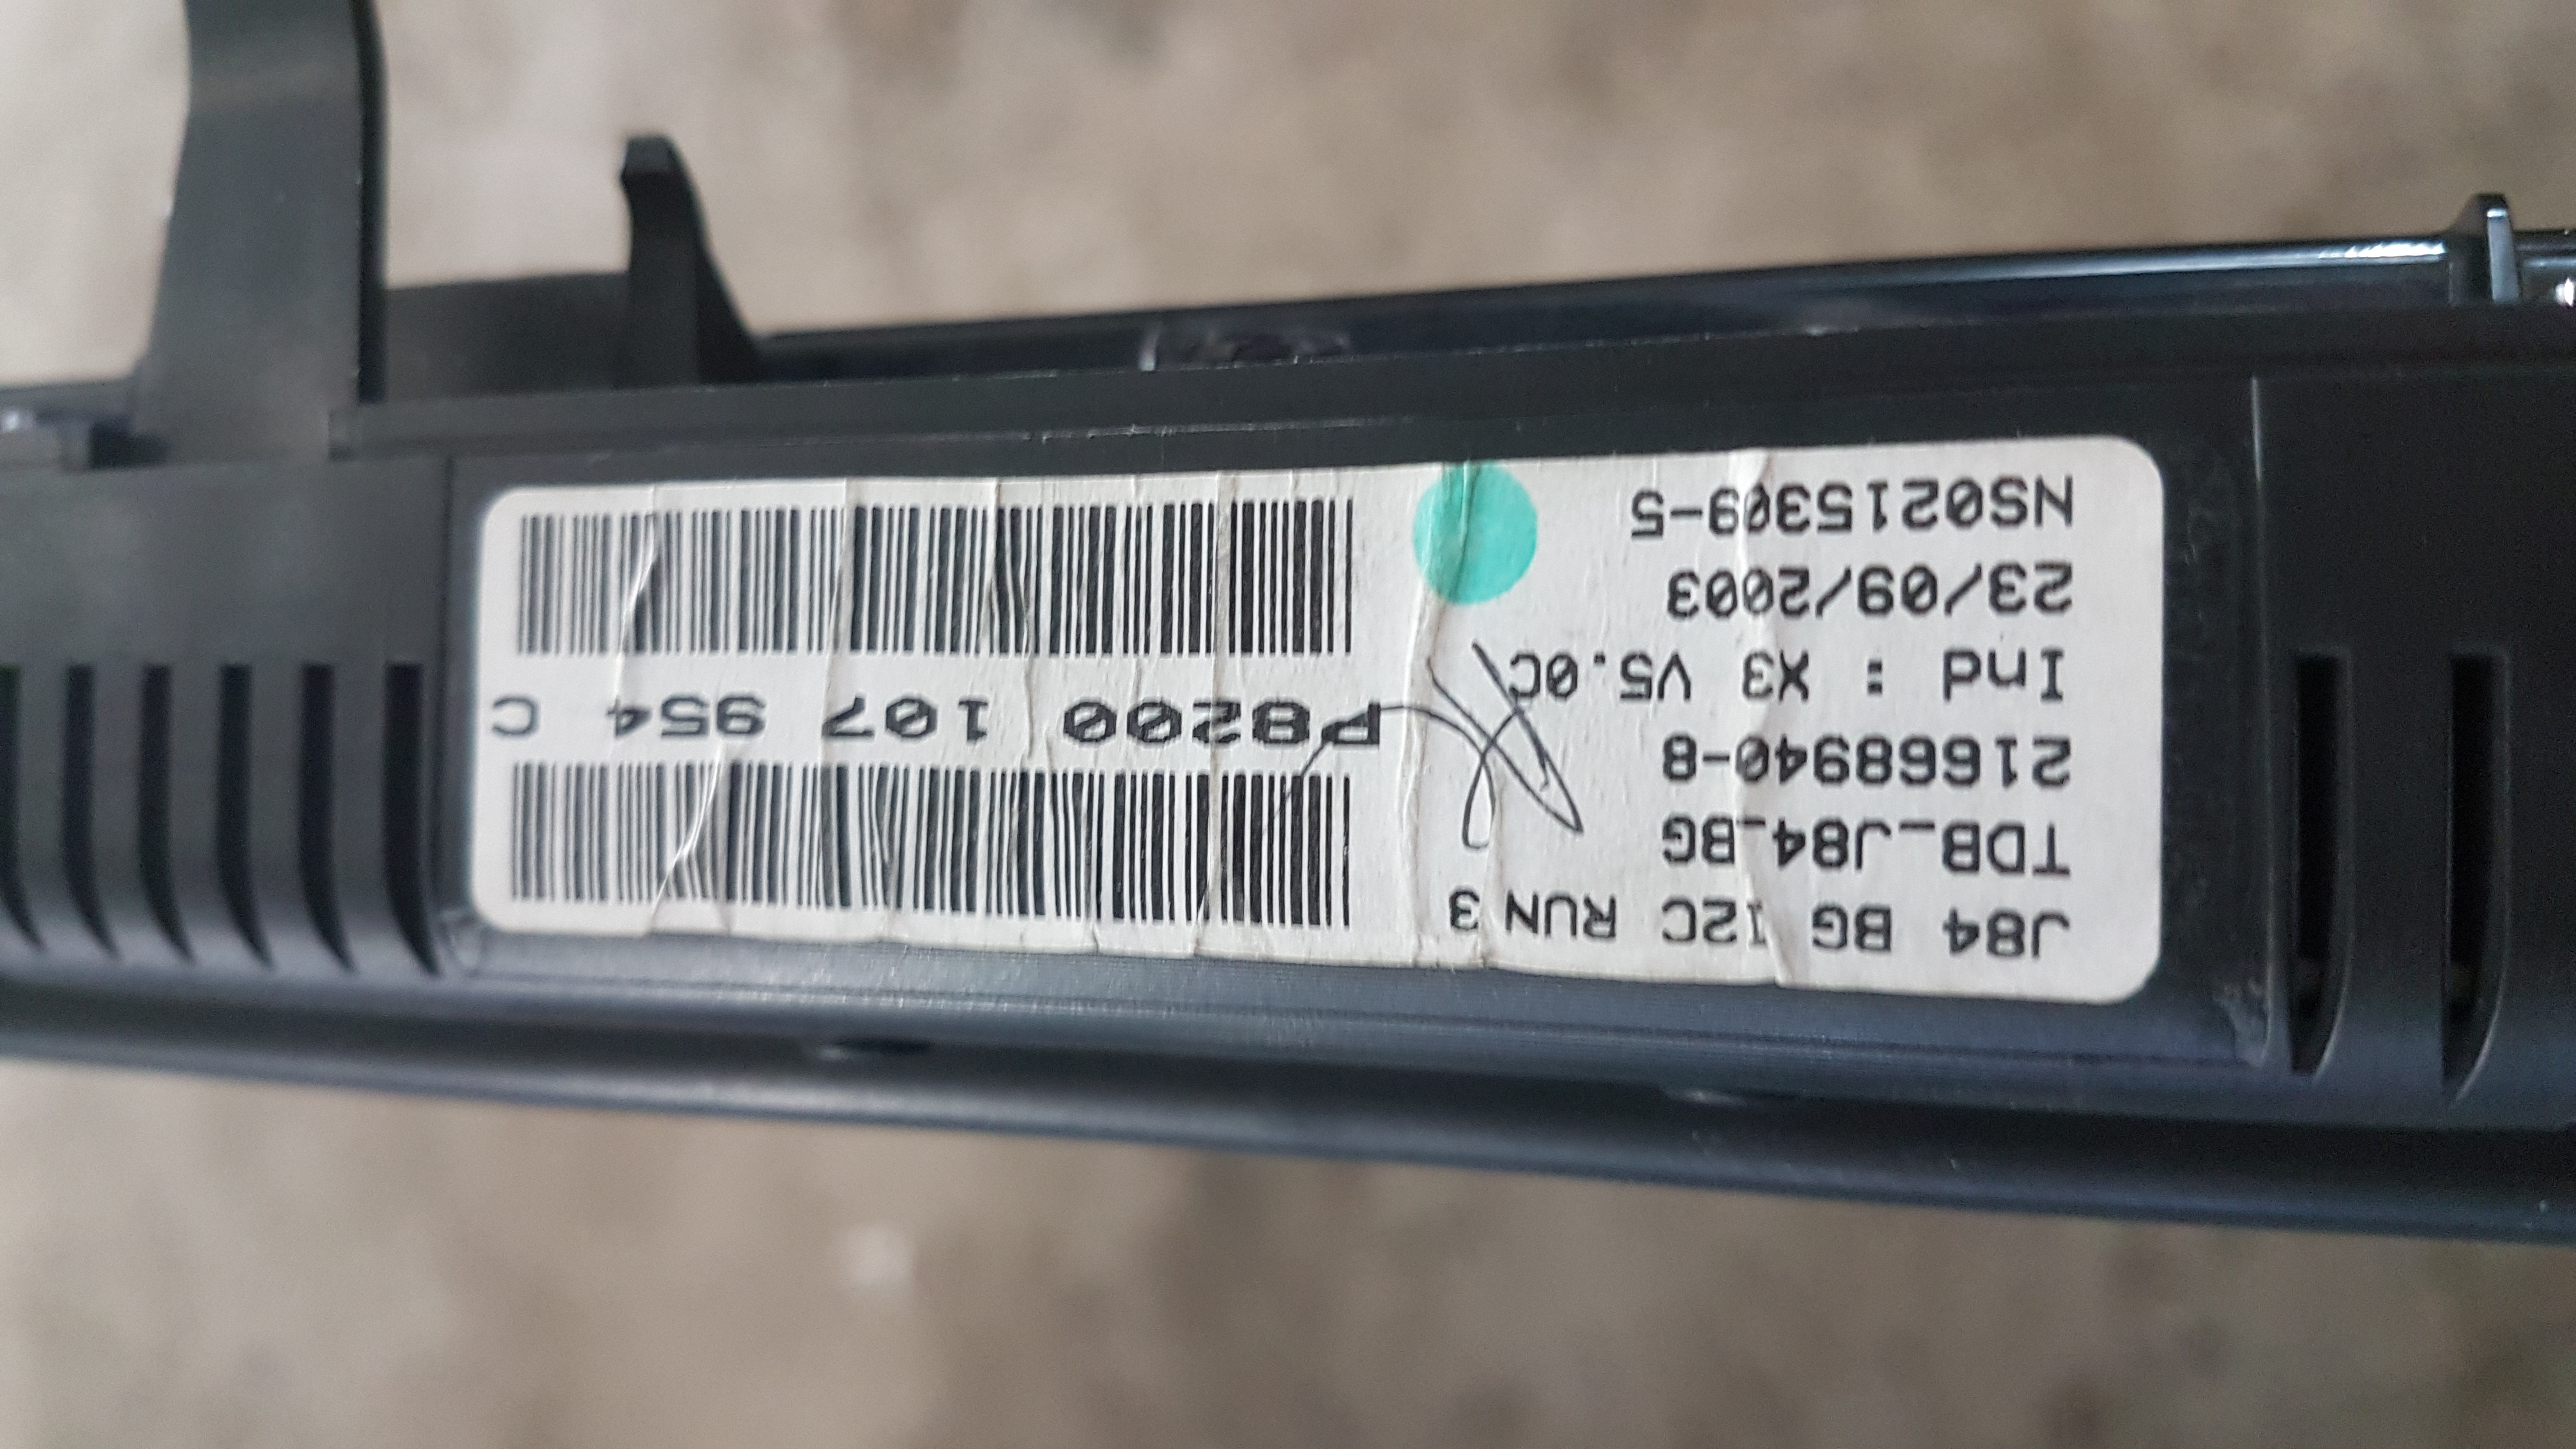 J84 BG I2C RUN 3
TDB_J84_BG
21668940-8
Ind : X3 V5.0C
23/09/2003
NS0215309-5
P8200 107 954 C